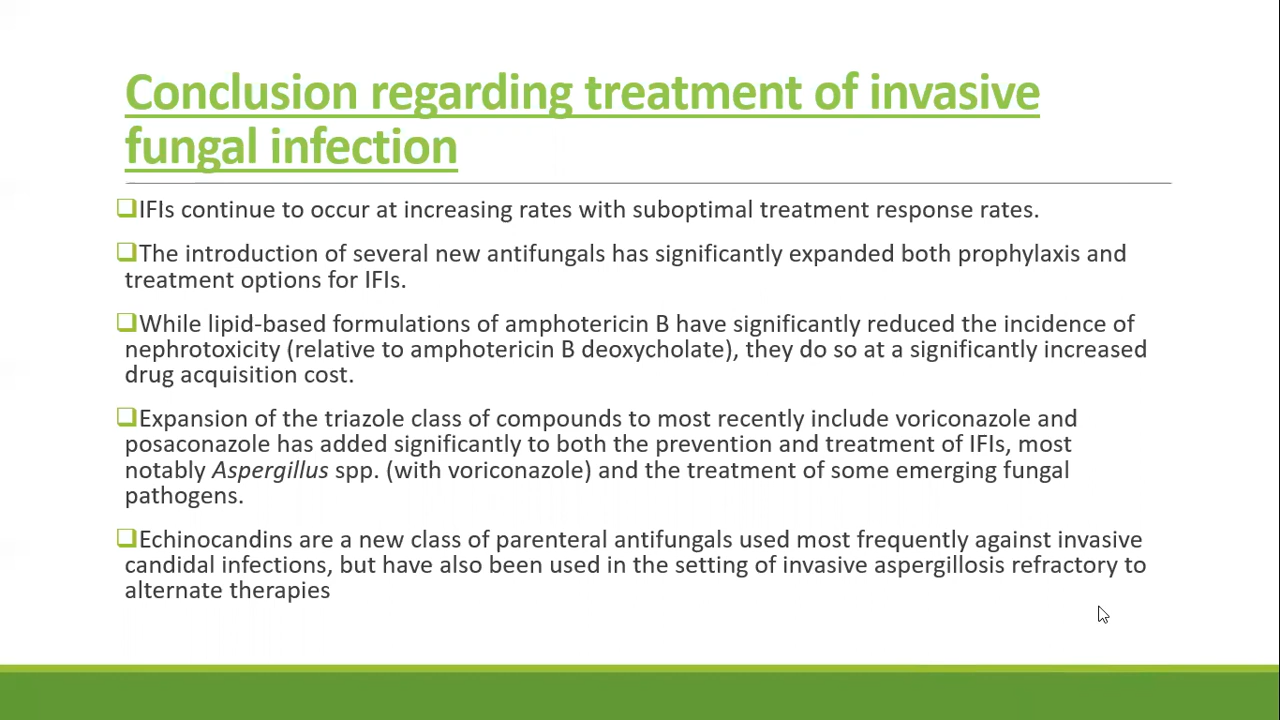 Conclusion regarding treatment of invasive
fungal infection
❑IFIs continue to occur at increasing rates with suboptimal treatment response rates.
❑The introduction of several new antifungals has significantly expanded both prophylaxis and
treatment options for IFIs.
❑While lipid-based formulations of amphotericin B have significantly reduced the incidence of
nephrotoxicity (relative to amphotericin B deoxycholate), they do so at a significantly increased
drug acquisition cost.
❑Expansion of the triazole class of compounds to most recently include voriconazole and
posaconazole has added significantly to both the prevention and treatment of IFIs, most
notably Aspergillus spp. (with voriconazole) and the treatment of some emerging fungal
pathogens.
❑Echinocandins are a new class of parenteral antifungals used most frequently against invasive
candidal infections, but have also been used in the setting of invasive aspergillosis refractory to
alternate therapies